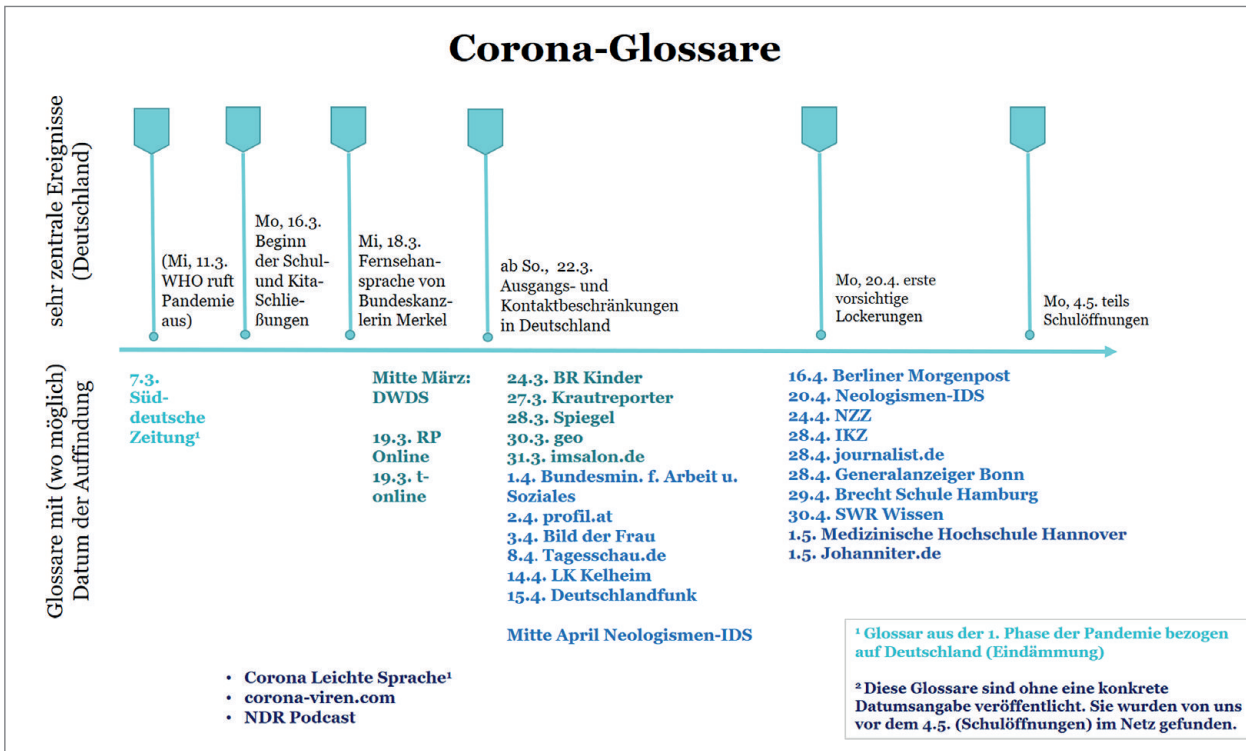 Corona-Glossare
sehr zentrale Ereignisse
(Deutschland)
(Mi, 11.3.
WHO ruft
Pandemie
aus)
Mo, 16.3.
Beginn
der Schul-
und Kita-
Schlie-
ßungen
Mi, 18.3.
Fernsehan-
sprache von
Bundeskanz-
lerin Merkel
ab So., 22.3.
Ausgangs- und
Kontaktbeschränkungen
in Deutschland
Mo, 20.4. erste
vorsichtige
Lockerungen
Mo, 4.5. teils
Schulöffnungen
Glossare mit (wo möglich)
Datum der Auffindung
7.3.
Süd-
deutsche
Zeitung¹
Mitte März:
DWDS
19.3. RP
Online
19.3. t-
online
24.3. BR Kinder
27.3. Krautreporter
28.3. Spiegel
30.3. geo
31.3. imsalon.de
1.4. Bundesmin. f. Arbeit u.
Soziales
2.4. profil.at
3.4. Bild der Frau
8.4. Tagesschau.de
14.4. LK Kelheim
15.4. Deutschlandfunk
Mitte April Neologismen-IDS
16.4. Berliner Morgenpost
20.4. Neologismen-IDS
24.4. NZZ
28.4. IKZ
28.4. journalist.de
28.4. Generalanzeiger Bonn
29.4. Brecht Schule Hamburg
30.4. SWR Wissen
1.5. Medizinische Hochschule Hannover
1.5. Johanniter.de
• Corona Leichte Sprache¹
• corona-viren.com
• NDR Podcast
¹ Glossar aus der 1. Phase der Pandemie bezogen
auf Deutschland (Eindämmung)
² Diese Glossare sind ohne eine konkrete
Datumsangabe veröffentlicht. Sie wurden von uns
vor dem 4.5. (Schulöffnungen) im Netz gefunden.